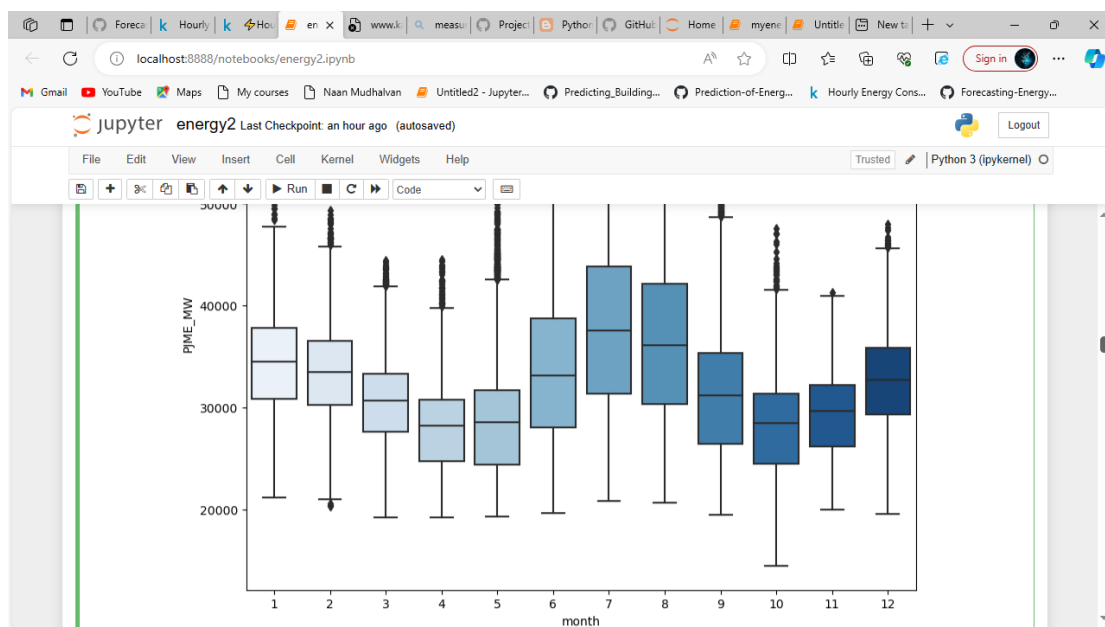 Foreca Hourly Hou en www.k measu Project Pythor GitHub Home myene Untitle New ta
localhost:8888/notebooks/energy2.ipynb Sign in
Gmail YouTube Maps My courses Naan Mudhalvan Untitled2 - Jupyter... Predicting_Building... Prediction-of-Energ... Hourly Energy Cons... Forecasting-Energy...
jupyter energy2 Last Checkpoint: an hour ago (autosaved) Logout
File Edit View Insert Cell Kernel Widgets Help Trusted Python 3 (ipykernel)
Run Code
50000
40000
30000
20000
PJME_MW
1 2 3 4 5 6 7 8 9 10 11 12
month